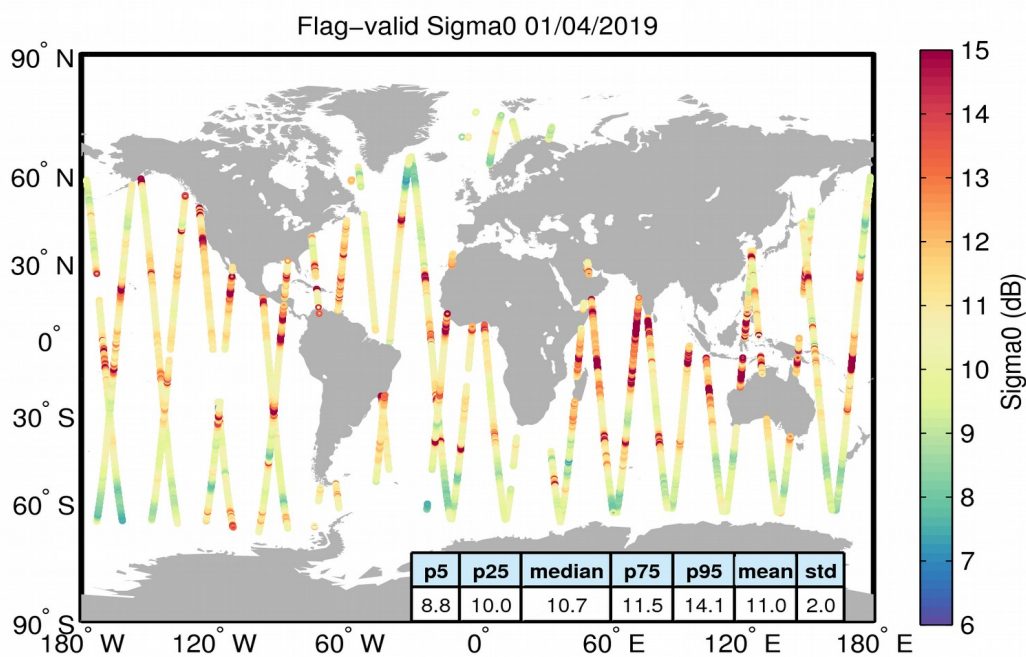 Flag–valid Sigma0 01/04/2019
90° N
60° N
30° N
0°
30° S
60° S
90° S
180° W
120° W
60° W
0°
60° E
120° E
180° E
15
14
13
12
11
10
9
8
7
6
Sigma0 (dB)
p5 p25 median p75 p95 mean std
8.8 10.0 10.7 11.5 14.1 11.0 2.0